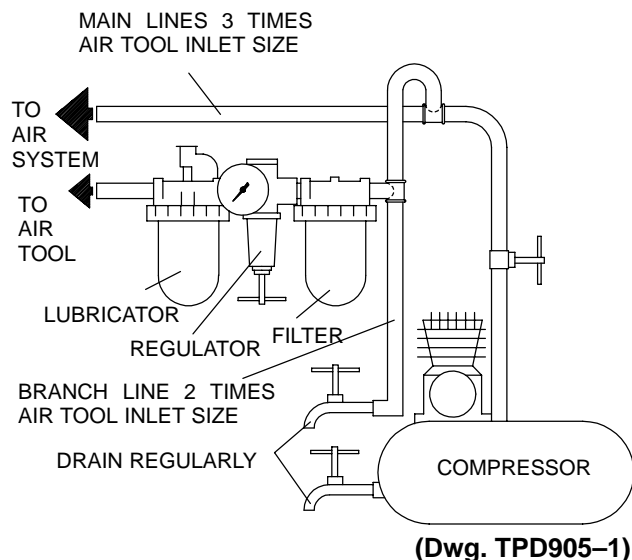 MAIN LINES 3 TIMES
AIR TOOL INLET SIZE
TO
AIR
SYSTEM
TO
AIR
TOOL
LUBRICATOR
REGULATOR
FILTER
BRANCH LINE 2 TIMES
AIR TOOL INLET SIZE
DRAIN REGULARLY
COMPRESSOR
(Dwg. TPD905–1)